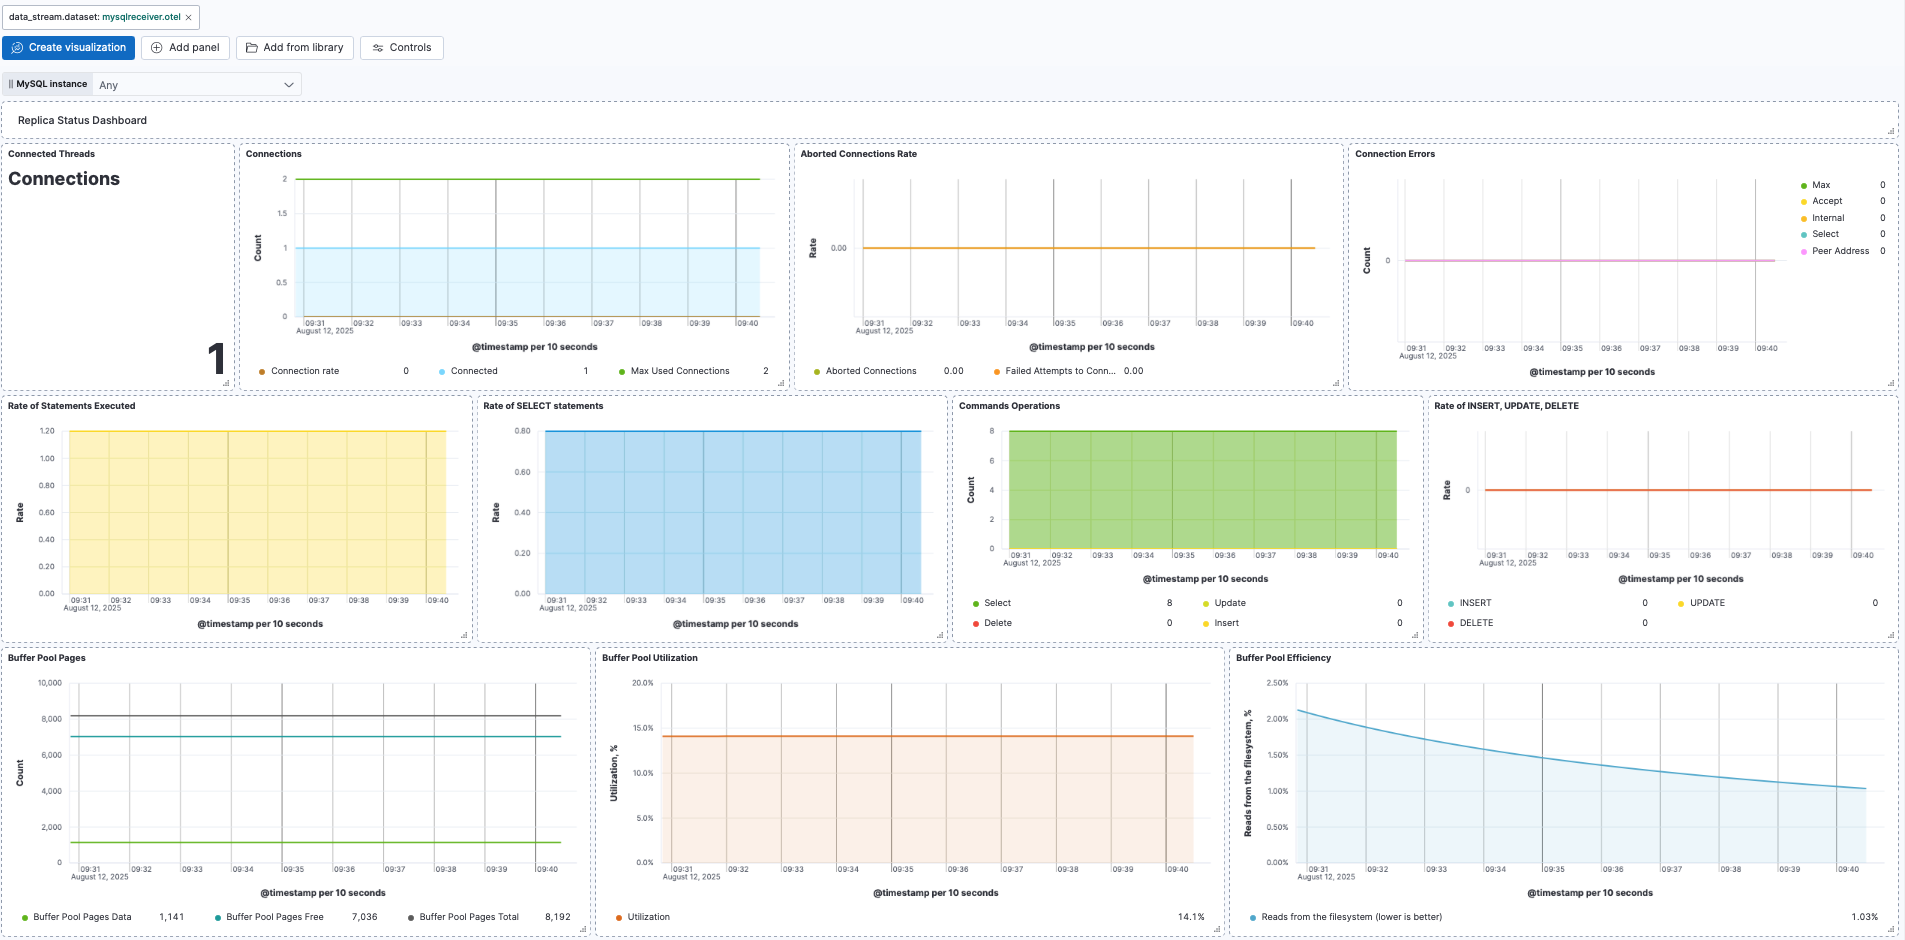 data_stream.dataset: mysqlreceiver.otel ×
Create visualization Add panel Add from library Controls
MySQL instance Any
Replica Status Dashboard
Connected Threads
Connections
1
Connections
Count
2
1.5
1
0.5
0
09:31 09:32 09:33 09:34 09:35 09:36 09:37 09:38 09:39 09:40
August 12, 2025
@timestamp per 10 seconds
Connection rate 0 Connected 1 Max Used Connections 2
Aborted Connections Rate
Rate
0.00
09:31 09:32 09:33 09:34 09:35 09:36 09:37 09:38 09:39 09:40
August 12, 2025
@timestamp per 10 seconds
Aborted Connections 0.00 Failed Attempts to Conn... 0.00
Connection Errors
Count
0
09:31 09:32 09:33 09:34 09:35 09:36 09:37 09:38 09:39 09:40
August 12, 2025
@timestamp per 10 seconds
Max 0
Accept 0
Internal 0
Select 0
Peer Address 0
Rate of Statements Executed
Rate
1.20
1.00
0.80
0.60
0.40
0.20
0.00
09:31 09:32 09:33 09:34 09:35 09:36 09:37 09:38 09:39 09:40
August 12, 2025
@timestamp per 10 seconds
Rate of SELECT statements
Rate
0.80
0.60
0.40
0.20
0.00
09:31 09:32 09:33 09:34 09:35 09:36 09:37 09:38 09:39 09:40
August 12, 2025
@timestamp per 10 seconds
Commands Operations
Count
8
6
4
2
0
09:31 09:32 09:33 09:34 09:35 09:36 09:37 09:38 09:39 09:40
August 12, 2025
@timestamp per 10 seconds
Select 8 Update 0
Delete 0 Insert 0
Rate of INSERT, UPDATE, DELETE
Rate
0
09:31 09:32 09:33 09:34 09:35 09:36 09:37 09:38 09:39 09:40
August 12, 2025
@timestamp per 10 seconds
INSERT 0 UPDATE 0
DELETE 0
Buffer Pool Pages
Count
10,000
8,000
6,000
4,000
2,000
0
09:31 09:32 09:33 09:34 09:35 09:36 09:37 09:38 09:39 09:40
August 12, 2025
@timestamp per 10 seconds
Buffer Pool Pages Data 1,141 Buffer Pool Pages Free 7,036 Buffer Pool Pages Total 8,192
Buffer Pool Utilization
Utilization, %
20.0%
15.0%
10.0%
5.0%
0.0%
09:31 09:32 09:33 09:34 09:35 09:36 09:37 09:38 09:39 09:40
August 12, 2025
@timestamp per 10 seconds
Utilization 14.1%
Buffer Pool Efficiency
Reads from the filesystem, %
2.50%
2.00%
1.50%
1.00%
0.50%
0.00%
09:31 09:32 09:33 09:34 09:35 09:36 09:37 09:38 09:39 09:40
August 12, 2025
@timestamp per 10 seconds
Reads from the filesystem (lower is better) 1.03%